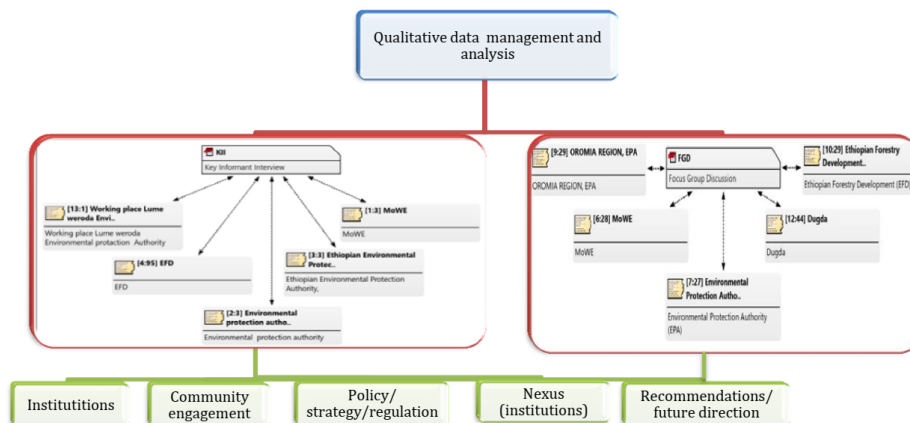 Qualitative data management and
analysis
KII
Key Informant Interview
[13:1] Working place Lume
weroda Envi..
Working place Lume weroda
Environmental protaction Authority
[1:3] MoWE
MoWE
[4:95] EFD
EFD
[3:3] Ethiopian Environmental
Protec..
Ethiopian Environmental Protection
Authority,
[2:3] Environmental
protection autho..
Environmental protection authority
[9:29] OROMIA REGION, EPA
OROMIA REGION, EPA
FGD
Focus Group Discussion
[10:29] Ethiopian Forestry
Development..
Ethiopian Forestry Development (EFD)
[6:28] MoWE
MoWE
[12:44] Dugda
Dugda
[7:27] Environmental
Protection Autho..
Environmental Protection Authority
(EPA)
Institutitions
Community
engagement
Policy/
strategy/regulation
Nexus
(institutions)
Recommendations/
future direction